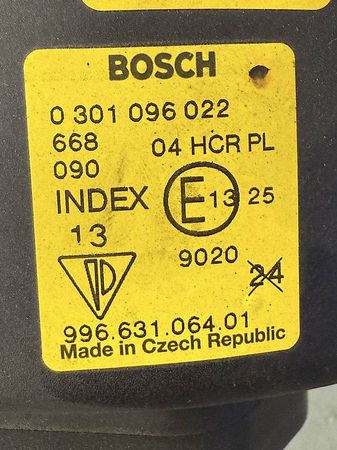 BOSCH
0 301 096 022
668 04 HCR PL
090
INDEX E 13 25
13
9020
24
996.631.064.01
Made in Czech Republic